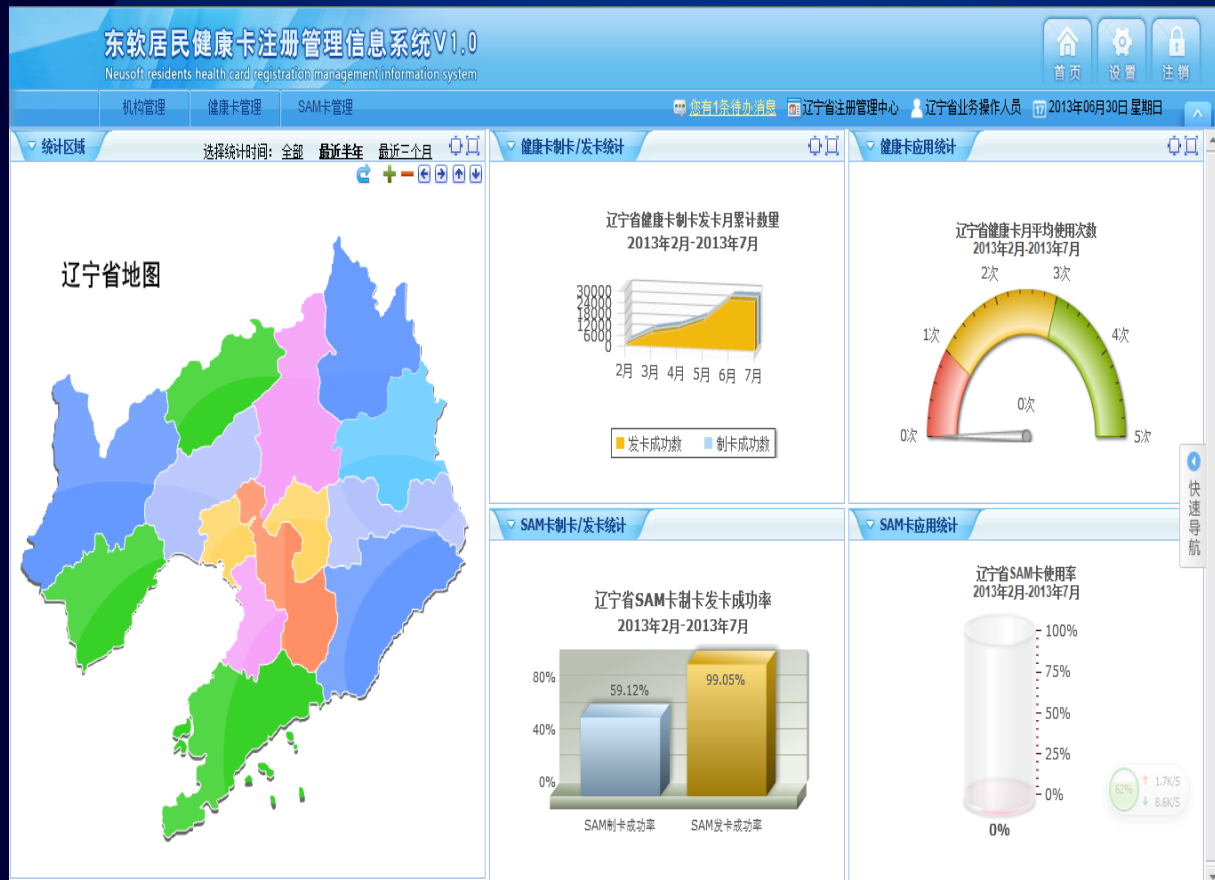 东软居民健康卡注册管理信息系统V1.0
Neusoft residents health card registration management information system
首页 设置 注销
机构管理 健康卡管理 SAM卡管理 您有1条待办消息 辽宁省注册管理中心 辽宁省业务操作人员 17 2013年06月30日 星期日
统计区域
选择统计时间: 全部 最近半年 最近三个月
辽宁省地图
健康卡制卡/发卡统计
辽宁省健康卡制卡发卡月累计数量
2013年2月-2013年7月
30000
24000
18000
12000
6000
0
2月 3月 4月 5月 6月 7月
发卡成功数 制卡成功数
健康卡应用统计
辽宁省健康卡月平均使用次数
2013年2月-2013年7月
2次 3次
1次 4次
0次
0次 5次
快速导航
SAM卡制卡/发卡统计
辽宁省SAM卡制卡发卡成功率
2013年2月-2013年7月
80%
40%
0%
59.12% 99.05%
SAM制卡成功率 SAM发卡成功率
SAM卡应用统计
辽宁省SAM卡使用率
2013年2月-2013年7月
100%
75%
50%
25%
0%
0%
62% 1.7K/S
8.6K/S